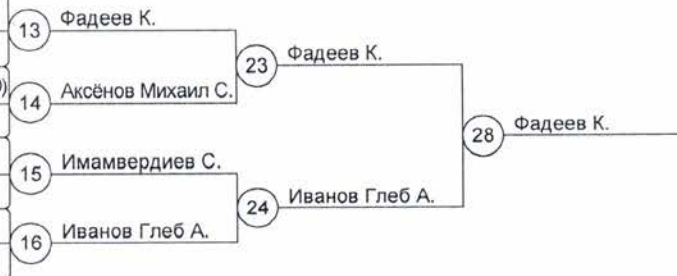 13 Фадеев К.
23 Фадеев К.
14 Аксёнов Михаил С.
28 Фадеев К.
15 Имамвердиев С.
24 Иванов Глеб А.
16 Иванов Глеб А.